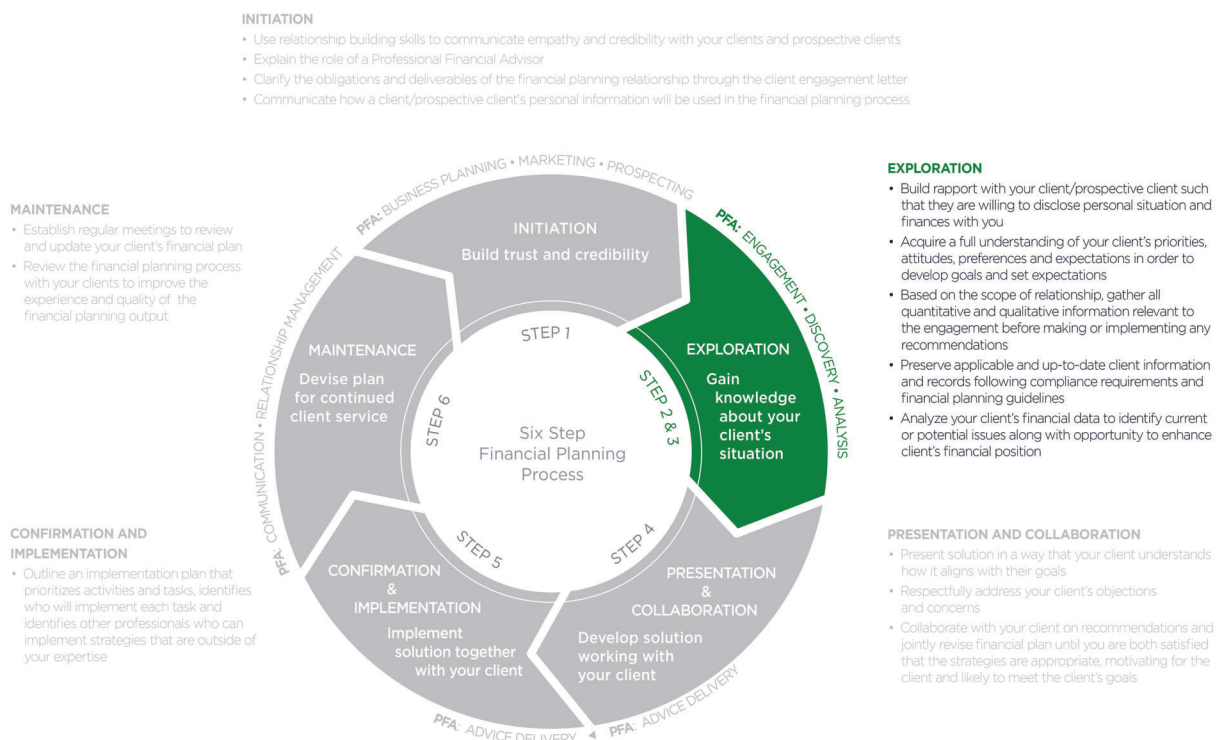 INITIATION
• Use relationship building skills to communicate empathy and credibility with your clients and prospective clients
• Explain the role of a Professional Financial Advisor
• Clarify the obligations and deliverables of the financial planning relationship through the client engagement letter
• Communicate how a client/prospective client's personal information will be used in the financial planning process
MAINTENANCE
• Establish regular meetings to review
and update your client's financial plan
• Review the financial planning process
with your clients to improve the
experience and quality of the
financial planning output
CONFIRMATION AND
IMPLEMENTATION
• Outline an implementation plan that
prioritizes activities and tasks, identifies
who will implement each task and
identifies other professionals who can
implement strategies that are outside of
your expertise
PFA: BUSINESS PLANNING • MARKETING • PROSPECTING
INITIATION
Build trust and credibility
STEP 1
PFA: ENGAGEMENT • DISCOVERY • ANALYSIS
EXPLORATION
Gain
knowledge
about your
client's
situation
STEP 2 & 3
Six Step
Financial Planning
Process
PRESENTATION
&
COLLABORATION
Develop solution
working with
your client
STEP 4
PFA: ADVICE DELIVERY
CONFIRMATION
&
IMPLEMENTATION
Implement
solution together
with your client
STEP 5
PFA: ADVICE DELIVERY
MAINTENANCE
Devise plan
for continued
client service
STEP 6
PFA: COMMUNICATION • RELATIONSHIP MANAGEMENT
EXPLORATION
• Build rapport with your client/prospective client such
that they are willing to disclose personal situation and
finances with you
• Acquire a full understanding of your client's priorities,
attitudes, preferences and expectations in order to
develop goals and set expectations
• Based on the scope of relationship, gather all
quantitative and qualitative information relevant to
the engagement before making or implementing any
recommendations
• Preserve applicable and up-to-date client information
and records following compliance requirements and
financial planning guidelines
• Analyze your client's financial data to identify current
or potential issues along with opportunity to enhance
client's financial position
PRESENTATION AND COLLABORATION
• Present solution in a way that your client understands
how it aligns with their goals
• Respectfully address your client's objections
and concerns
• Collaborate with your client on recommendations and
jointly revise financial plan until you are both satisfied
that the strategies are appropriate, motivating for the
client and likely to meet the client's goals